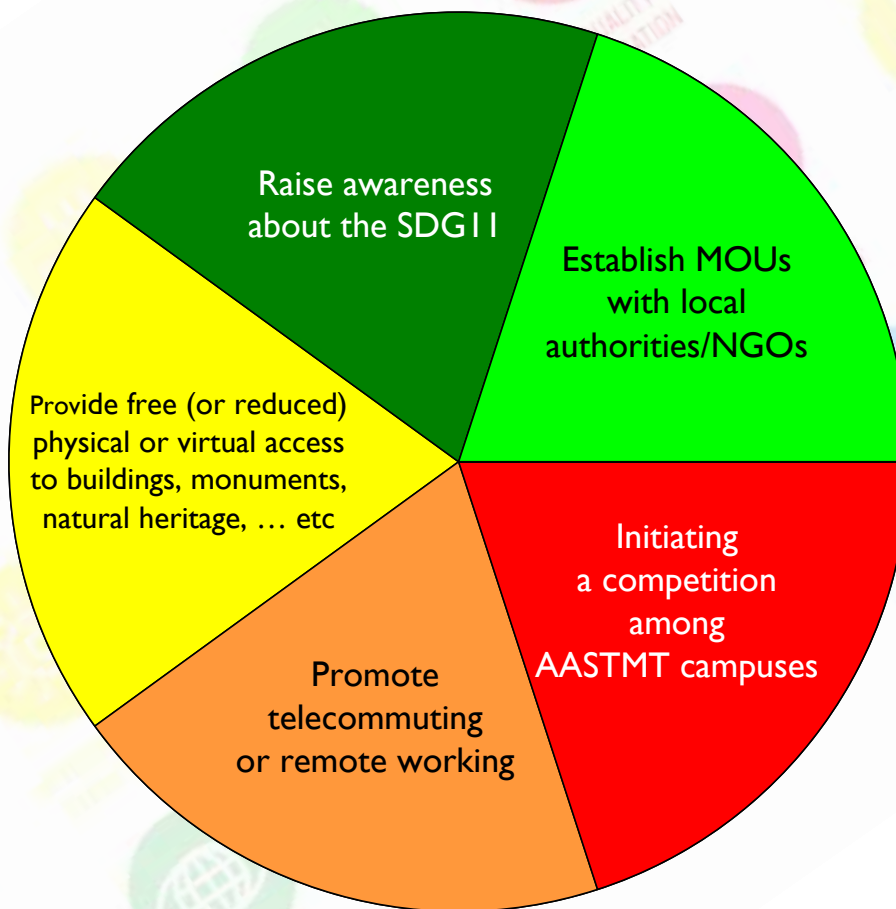 Raise awareness
about the SDG11
Establish MOUs
with local
authorities/NGOs
Provide free (or reduced)
physical or virtual access
to buildings, monuments,
natural heritage, … etc
Initiating
a competition
among
AASTMT campuses
Promote
telecommuting
or remote working